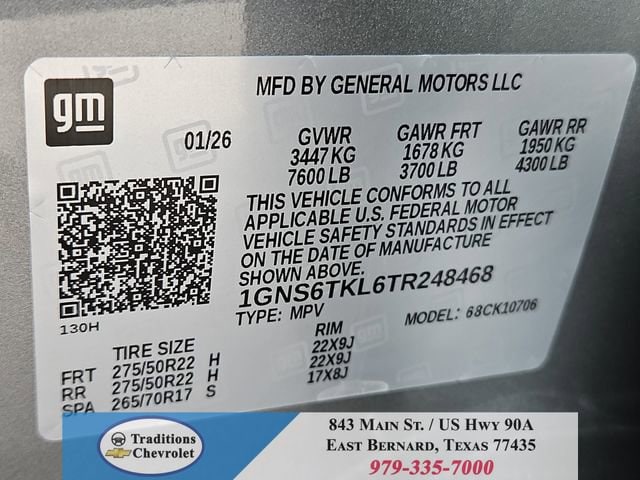 gm
MFD BY GENERAL MOTORS LLC
01/26
GVWR
3447 KG
7600 LB
GAWR FRT
1678 KG
3700 LB
GAWR RR
1950 KG
4300 LB
THIS VEHICLE CONFORMS TO ALL
APPLICABLE U.S. FEDERAL MOTOR
VEHICLE SAFETY STANDARDS IN EFFECT
ON THE DATE OF MANUFACTURE
SHOWN ABOVE.
1GNS6TKL6TR248468
TYPE: MPV
MODEL: 68CK10706
130H
TIRE SIZE
RIM
FRT 275/50R22 H 22X9J
RR 275/50R22 H 22X9J
SPA 265/70R17 S 17X8J
Traditions
Chevrolet
843 Main St. / US Hwy 90A
East Bernard, Texas 77435
979-335-7000